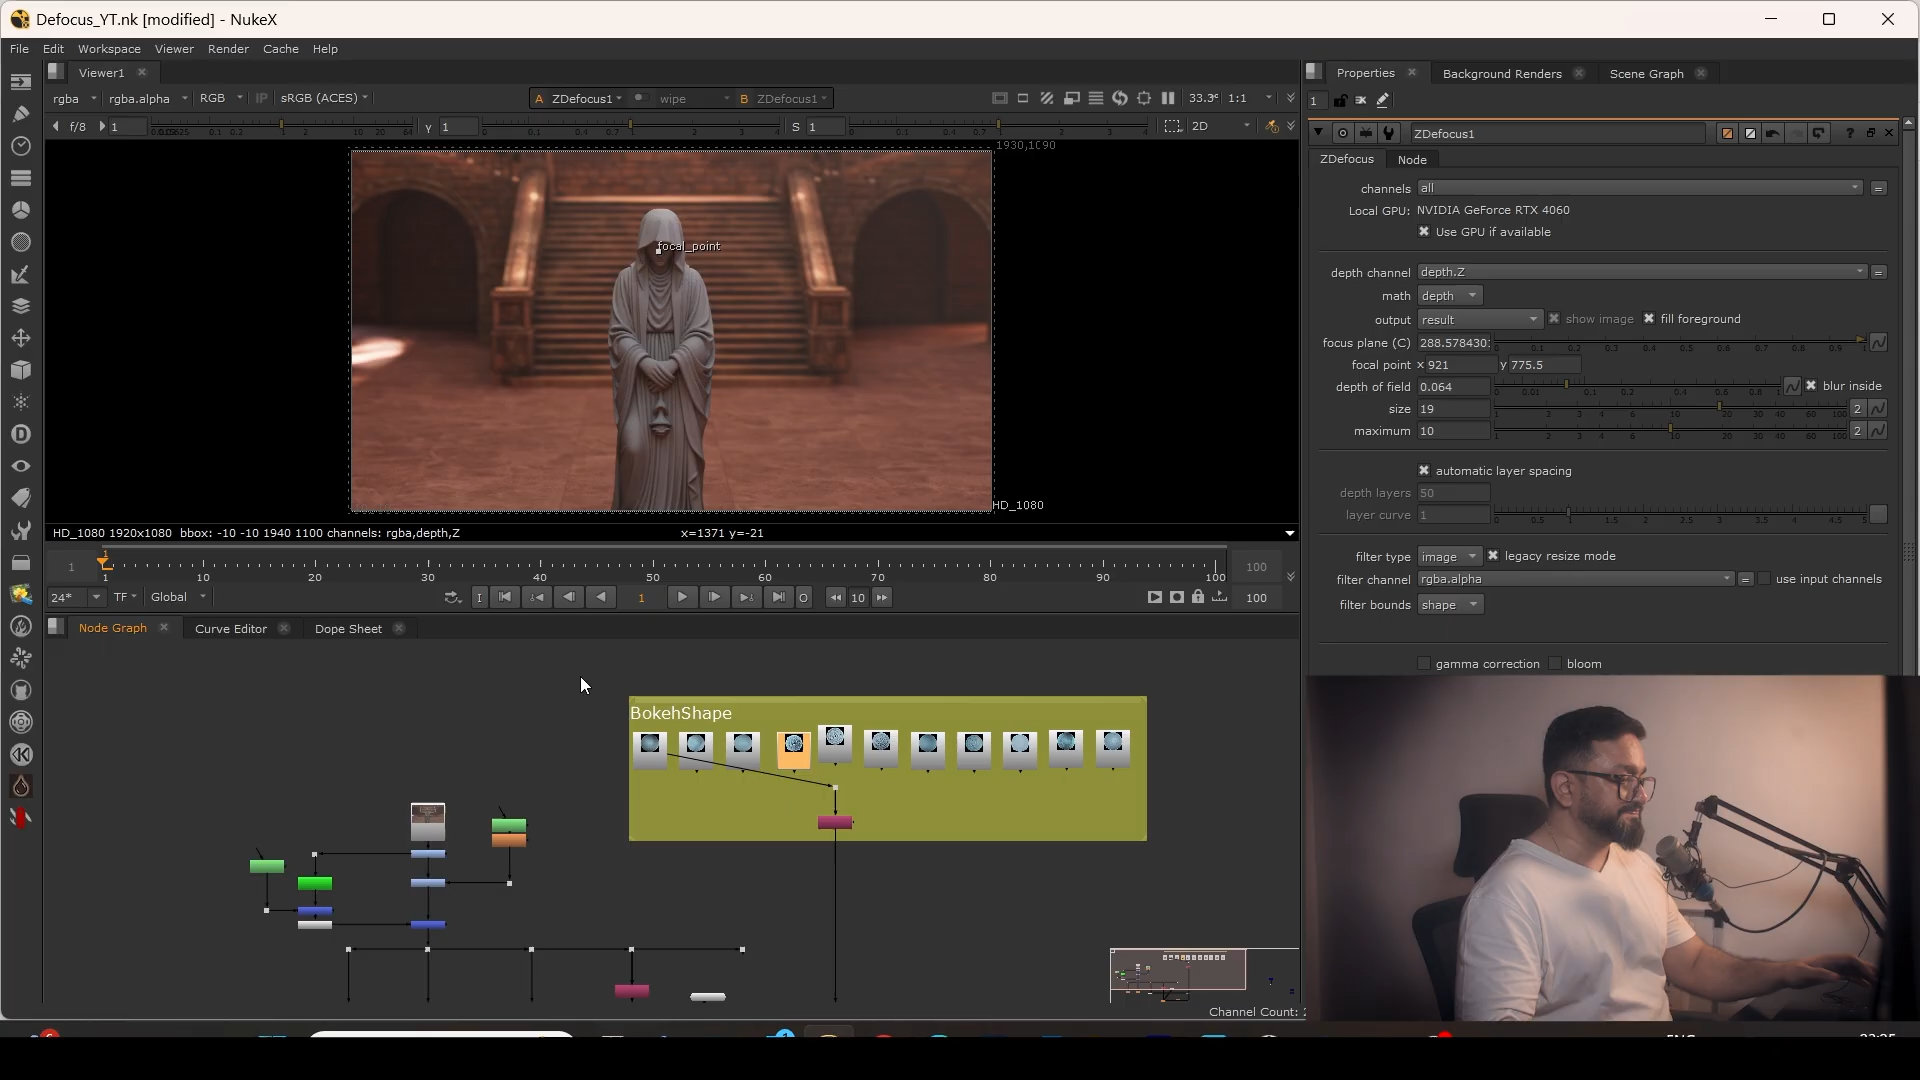 Defocus_YT.nk [modified] - NukeX
File Edit Workspace Viewer Render Cache Help
Viewer1
Properties Background Renders Scene Graph
rgba rgba.alpha RGB IP sRGB (ACES) A ZDefocus1 wipe B ZDefocus1 1:1
1
f/8 1 γ 1 S 1 2D
ZDefocus1
ZDefocus Node
1930,1090
focal_point
HD_1080
channels all
Local GPU: NVIDIA GeForce RTX 4060
Use GPU if available
depth channel depth.Z
math depth
output result show image fill foreground
focus plane (C) 288.578430
focal point x 921 y 775.5
depth of field 0.064 blur inside
size 19 2
maximum 10 2
automatic layer spacing
depth layers 50
layer curve 1
filter type image legacy resize mode
filter channel rgba.alpha = use input channels
filter bounds shape
gamma correction bloom
HD_1080 1920x1080 bbox: -10 -10 1940 1100 channels: rgba,depth,Z x=1371 y=-21
1
1 1 10 20 30 40 50 60 70 80 90 100 100
24* TF Global I 1 O 10 100
Node Graph Curve Editor Dope Sheet
BokehShape
Channel Count: